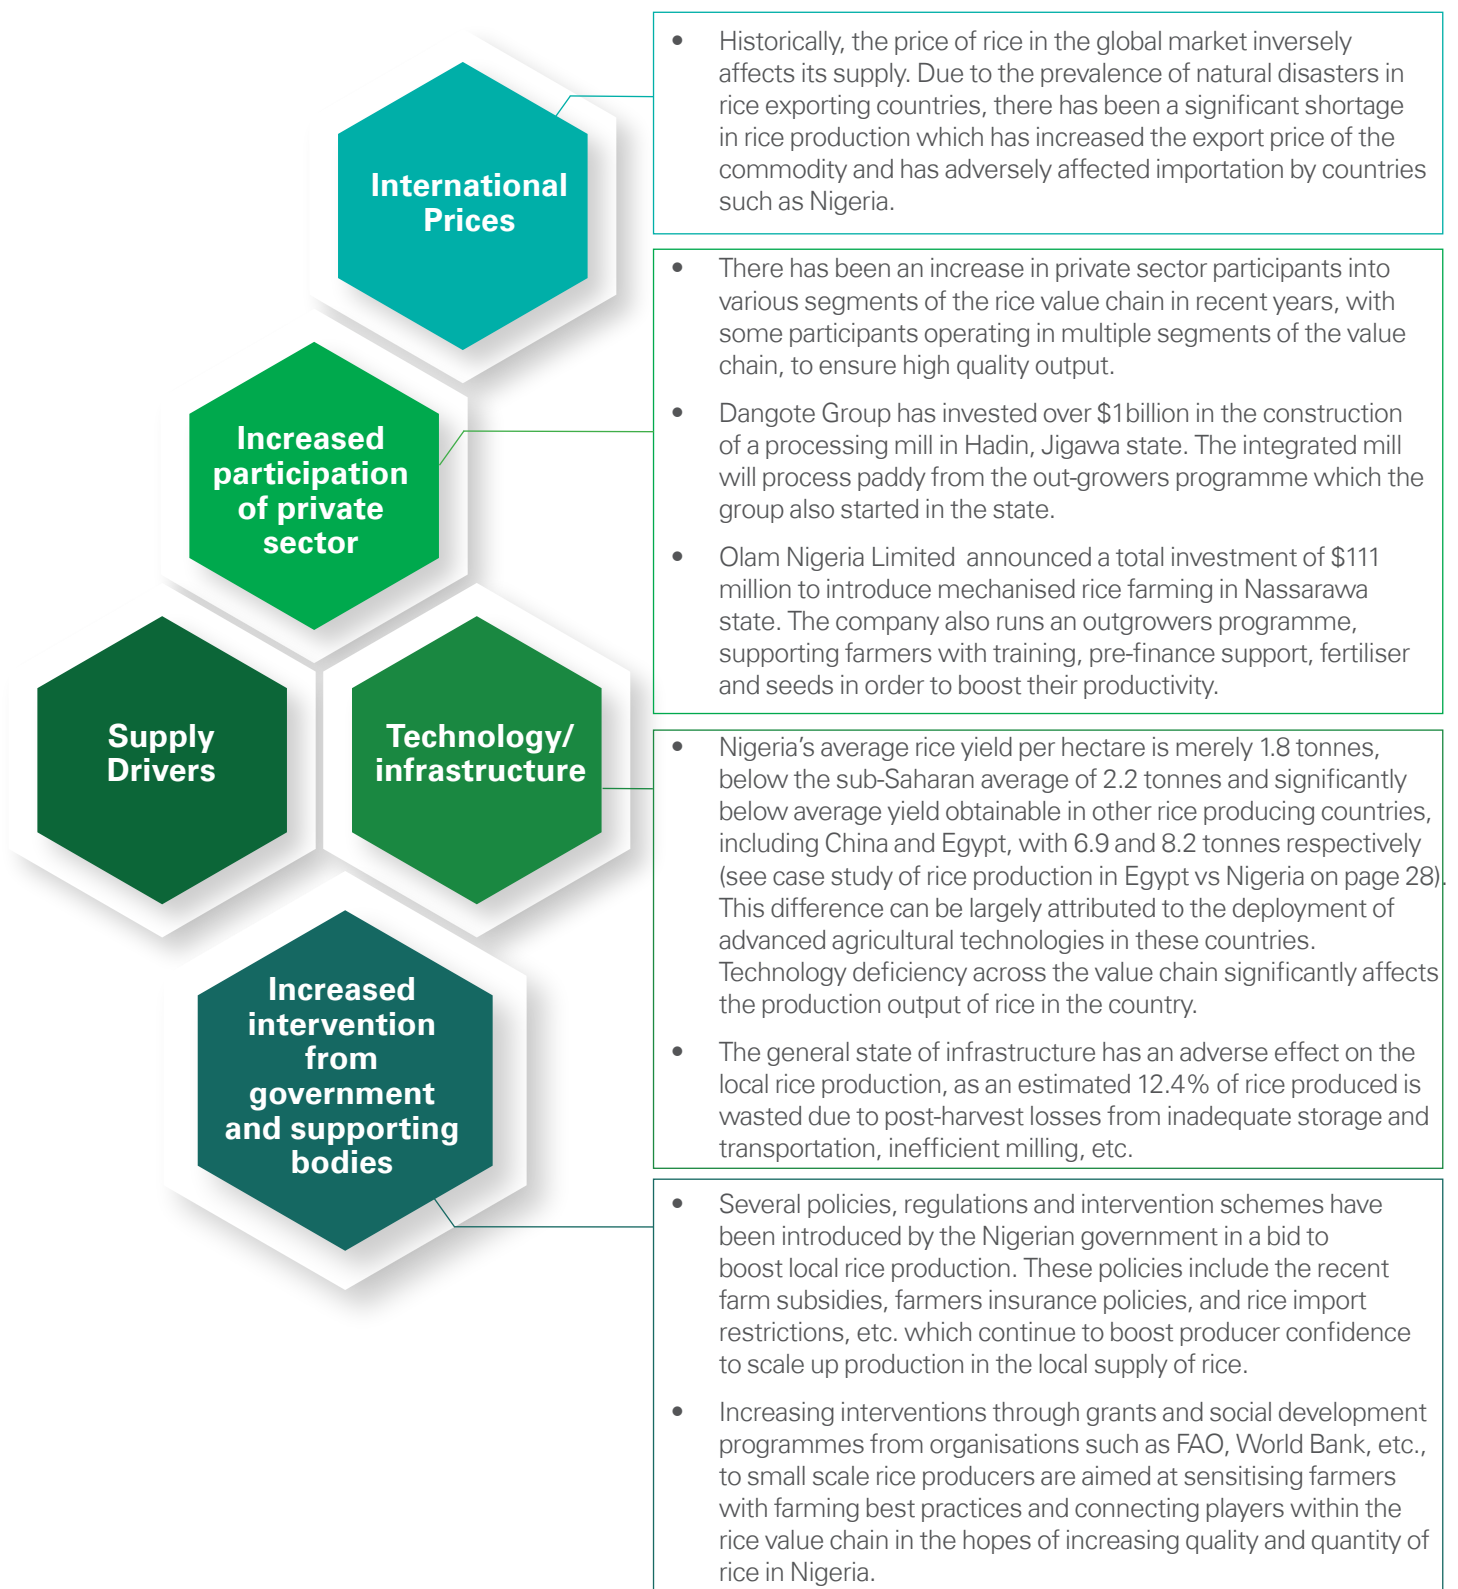 International
Prices
• Historically, the price of rice in the global market inversely
affects its supply. Due to the prevalence of natural disasters in
rice exporting countries, there has been a significant shortage
in rice production which has increased the export price of the
commodity and has adversely affected importation by countries
such as Nigeria.
Increased
participation
of private
sector
• There has been an increase in private sector participants into
various segments of the rice value chain in recent years, with
some participants operating in multiple segments of the value
chain, to ensure high quality output.
• Dangote Group has invested over $1billion in the construction
of a processing mill in Hadin, Jigawa state. The integrated mill
will process paddy from the out-growers programme which the
group also started in the state.
• Olam Nigeria Limited announced a total investment of $111
million to introduce mechanised rice farming in Nassarawa
state. The company also runs an outgrowers programme,
supporting farmers with training, pre-finance support, fertiliser
and seeds in order to boost their productivity.
Supply
Drivers
Technology/
infrastructure
• Nigeria’s average rice yield per hectare is merely 1.8 tonnes,
below the sub-Saharan average of 2.2 tonnes and significantly
below average yield obtainable in other rice producing countries,
including China and Egypt, with 6.9 and 8.2 tonnes respectively
(see case study of rice production in Egypt vs Nigeria on page 28).
This difference can be largely attributed to the deployment of
advanced agricultural technologies in these countries.
Technology deficiency across the value chain significantly affects
the production output of rice in the country.
• The general state of infrastructure has an adverse effect on the
local rice production, as an estimated 12.4% of rice produced is
wasted due to post-harvest losses from inadequate storage and
transportation, inefficient milling, etc.
Increased
intervention
from
government
and supporting
bodies
• Several policies, regulations and intervention schemes have
been introduced by the Nigerian government in a bid to
boost local rice production. These policies include the recent
farm subsidies, farmers insurance policies, and rice import
restrictions, etc. which continue to boost producer confidence
to scale up production in the local supply of rice.
• Increasing interventions through grants and social development
programmes from organisations such as FAO, World Bank, etc.,
to small scale rice producers are aimed at sensitising farmers
with farming best practices and connecting players within the
rice value chain in the hopes of increasing quality and quantity of
rice in Nigeria.